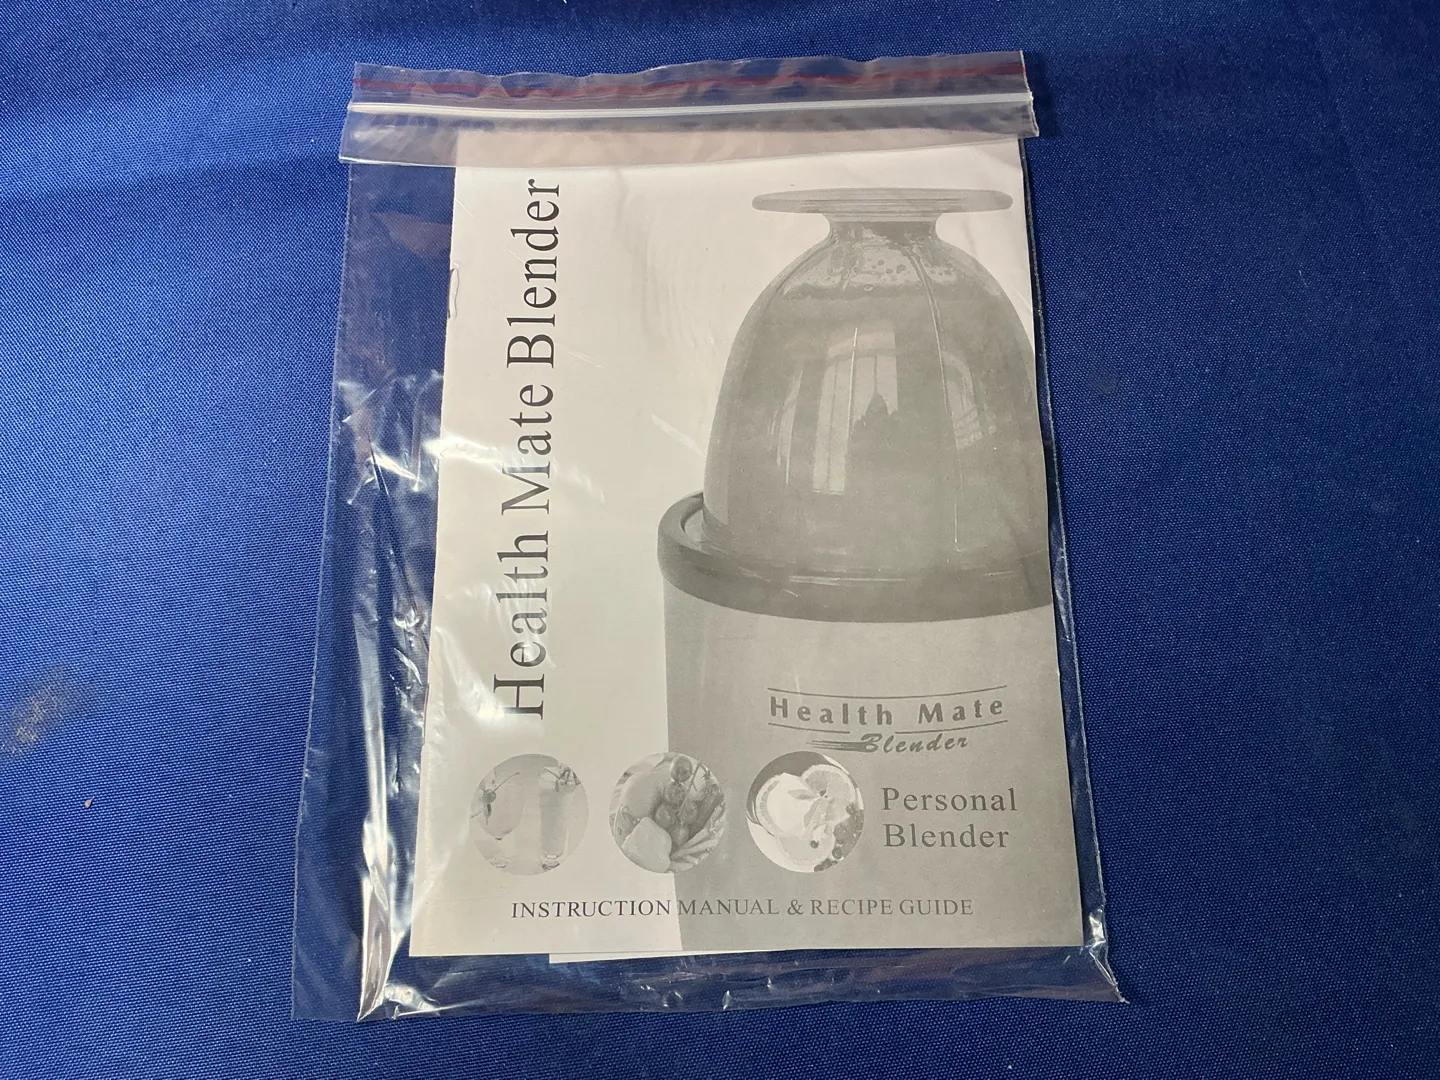 Health Mate Blender
Health Mate
Blender
Personal
Blender
INSTRUCTION MANUAL & RECIPE GUIDE